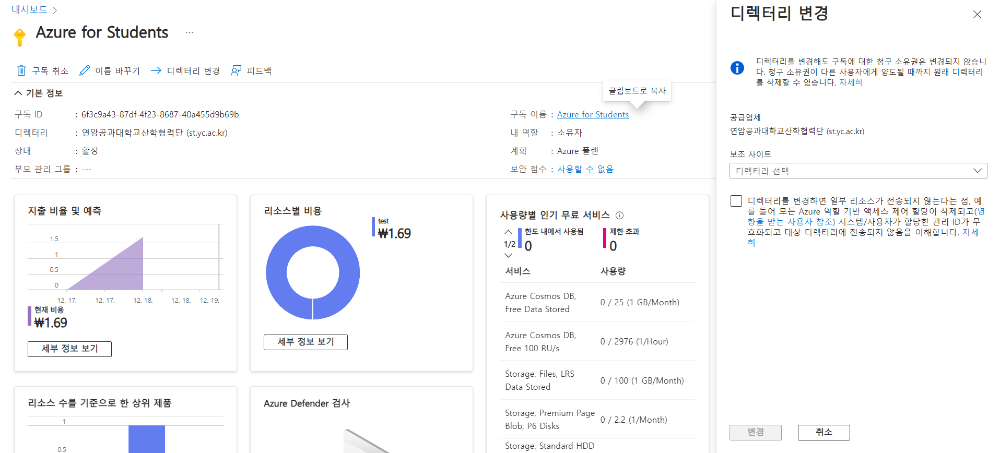 대시보드
Azure for Students
...
구독 취소
이름 바꾸기
디렉터리 변경
피드백
기본 정보
클립보드로 복사
구독 ID : 6f3c9a43-87df-4f23-8687-40a455d9b69b
디렉터리 : 연암공과대학교산학협력단 (st.yc.ac.kr)
상태 : 활성
부모 관리 그룹 : ---
구독 이름 : Azure for Students
내 역할 : 소유자
계획 : Azure 플랜
보안 점수 : 사용할 수 없음
지출 비율 및 예측
1.5
1
0.5
0
12. 17. 12. 17. 12. 18. 12. 18. 12. 19.
현재 비용
₩1.69
세부 정보 보기
리소스별 비용
test
₩1.69
세부 정보 보기
사용량별 인기 무료 서비스
1/2
한도 내에서 사용됨
0
제한 초과
0
서비스 사용량
Azure Cosmos DB,
Free Data Stored
0 / 25 (1 GB/Month)
Azure Cosmos DB,
Free 100 RU/s
0 / 2976 (1/Hour)
Storage, Files, LRS
Data Stored
0 / 100 (1 GB/Month)
Storage, Premium Page
Blob, P6 Disks
0 / 2.2 (1/Month)
Storage, Standard HDD
리소스 수를 기준으로 한 상위 제품
1
0.5
Azure Defender 검사
디렉터리 변경
디렉터리를 변경해도 구독에 대한 청구 소유권은 변경되지 않습니
다. 청구 소유권이 다른 사용자에게 양도될 때까지 원래 디렉터리
를 삭제할 수 없습니다. 자세히
공급업체
연암공과대학교산학협력단 (st.yc.ac.kr)
보조 사이트
디렉터리 선택
디렉터리를 변경하면 일부 리소스가 전송되지 않는다는 점, 예
를 들어 모든 Azure 역할 기반 액세스 제어 할당이 삭제되고(영
향을 받는 사용자 참조) 시스템/사용자가 할당한 관리 ID가 무
효화되고 대상 디렉터리에 전송되지 않음을 이해합니다. 자세
히
변경
취소